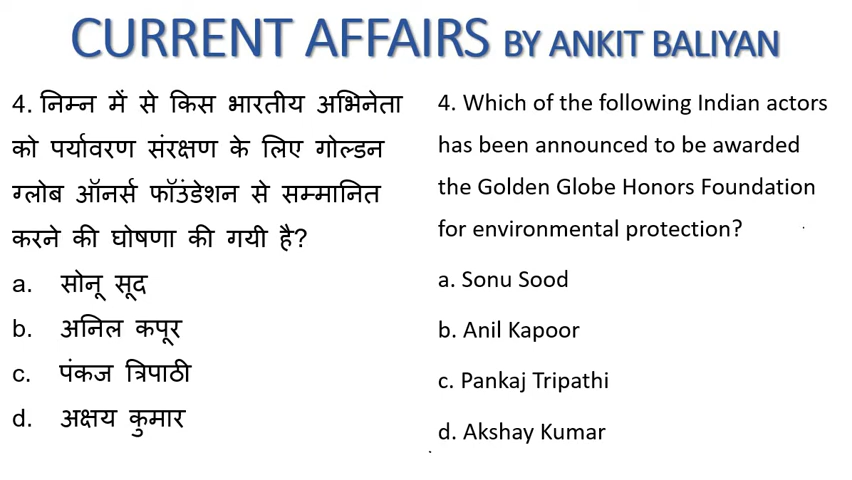 CURRENT AFFAIRS BY ANKIT BALIYAN
4. निम्न में से किस भारतीय अभिनेता
को पर्यावरण संरक्षण के लिए गोल्डन
ग्लोब ऑनर्स फॉउंडेशन से सम्मानित
करने की घोषणा की गयी है?
a. सोनू सूद
b. अनिल कपूर
c. पंकज त्रिपाठी
d. अक्षय कुमार
4. Which of the following Indian actors
has been announced to be awarded
the Golden Globe Honors Foundation
for environmental protection?
a. Sonu Sood
b. Anil Kapoor
c. Pankaj Tripathi
d. Akshay Kumar